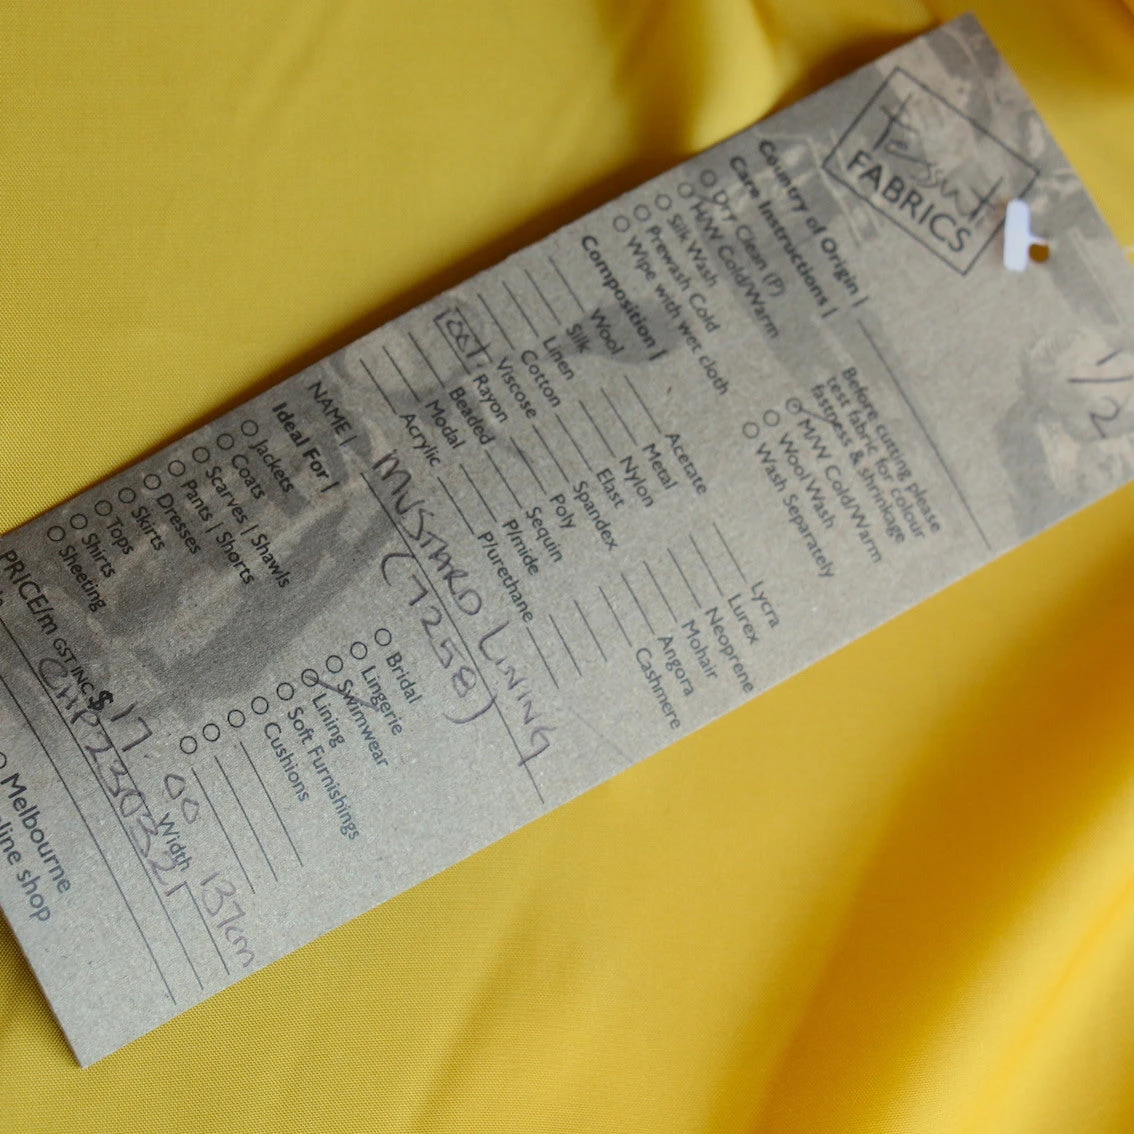 Tessuti
FABRICS
1/2
Country of Origin |
Care Instructions |
Dry Clean (P)
H/W Cold/Warm
Silk Wash
Prewash Cold
Wipe with wet cloth
Before cutting please
test fabric for colour
fastness & shrinkage
M/W Cold/Warm
Wool Wash
Wash Separately
Composition |
Wool
Silk
Linen
Cotton
Viscose
100% Rayon
Beaded
Modal
Acrylic
Acetate
Metal
Nylon
Elast
Spandex
Poly
Sequin
P/mide
P/urethane
Lycra
Lurex
Neoprene
Mohair
Angora
Cashmere
NAME | MUSTARD LINING
(7258)
Ideal For |
Jackets
Coats
Scarves | Shawls
Pants | Shorts
Dresses
Skirts
Tops
Shirts
Sheeting
Bridal
Lingerie
Swimwear
Lining
Soft Furnishings
Cushions
PRICE/m GST INC $ 17.00 Width 137cm
230321
Melbourne
line shop